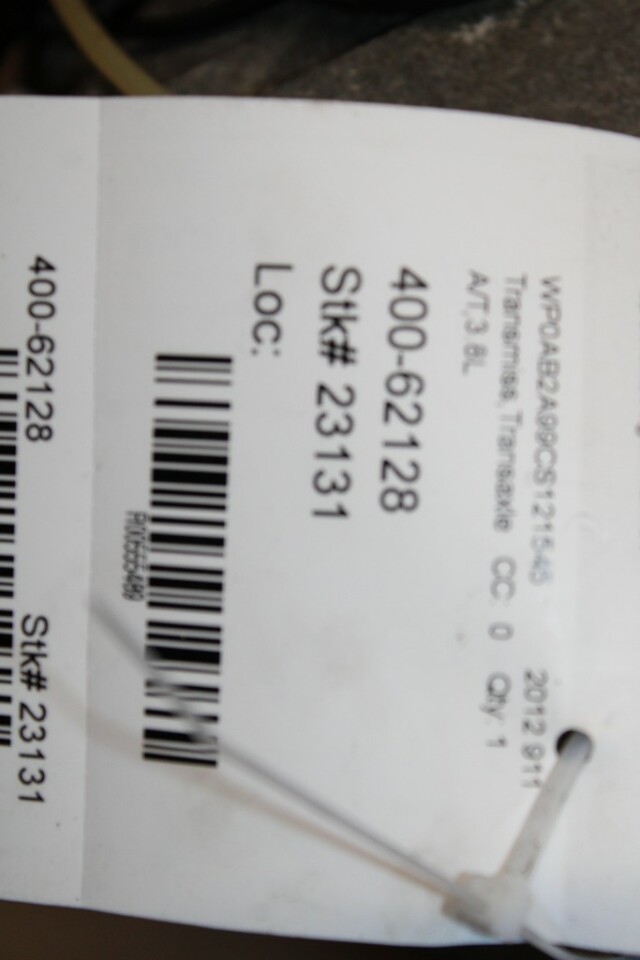 WP0AB2A99CS121545 2012 911
Transmiss, Transaxle CC: 0 Qty: 1
A/T,3.8L
400-62128
Stk# 23131
Loc:
400-62128 Stk# 23131